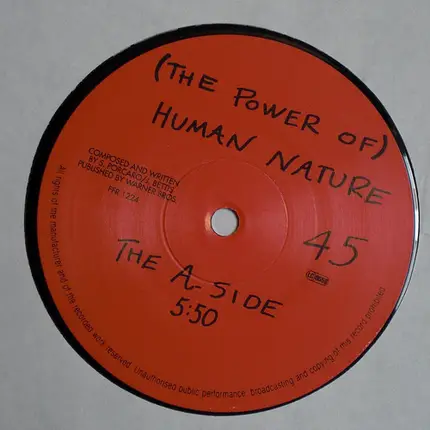 (THE POWER OF)
HUMAN NATURE
COMPOSED AND WRITTEN
BY S. PORCARO/J. BETTIS
PUBLISHED BY WARNER BROS.
PFR 1224
45
THE A-SIDE
5:50
All rights of the manufacturer and of the owner of the recorded work reserved. Unauthorised public performance, broadcasting and copying of this record prohibited.